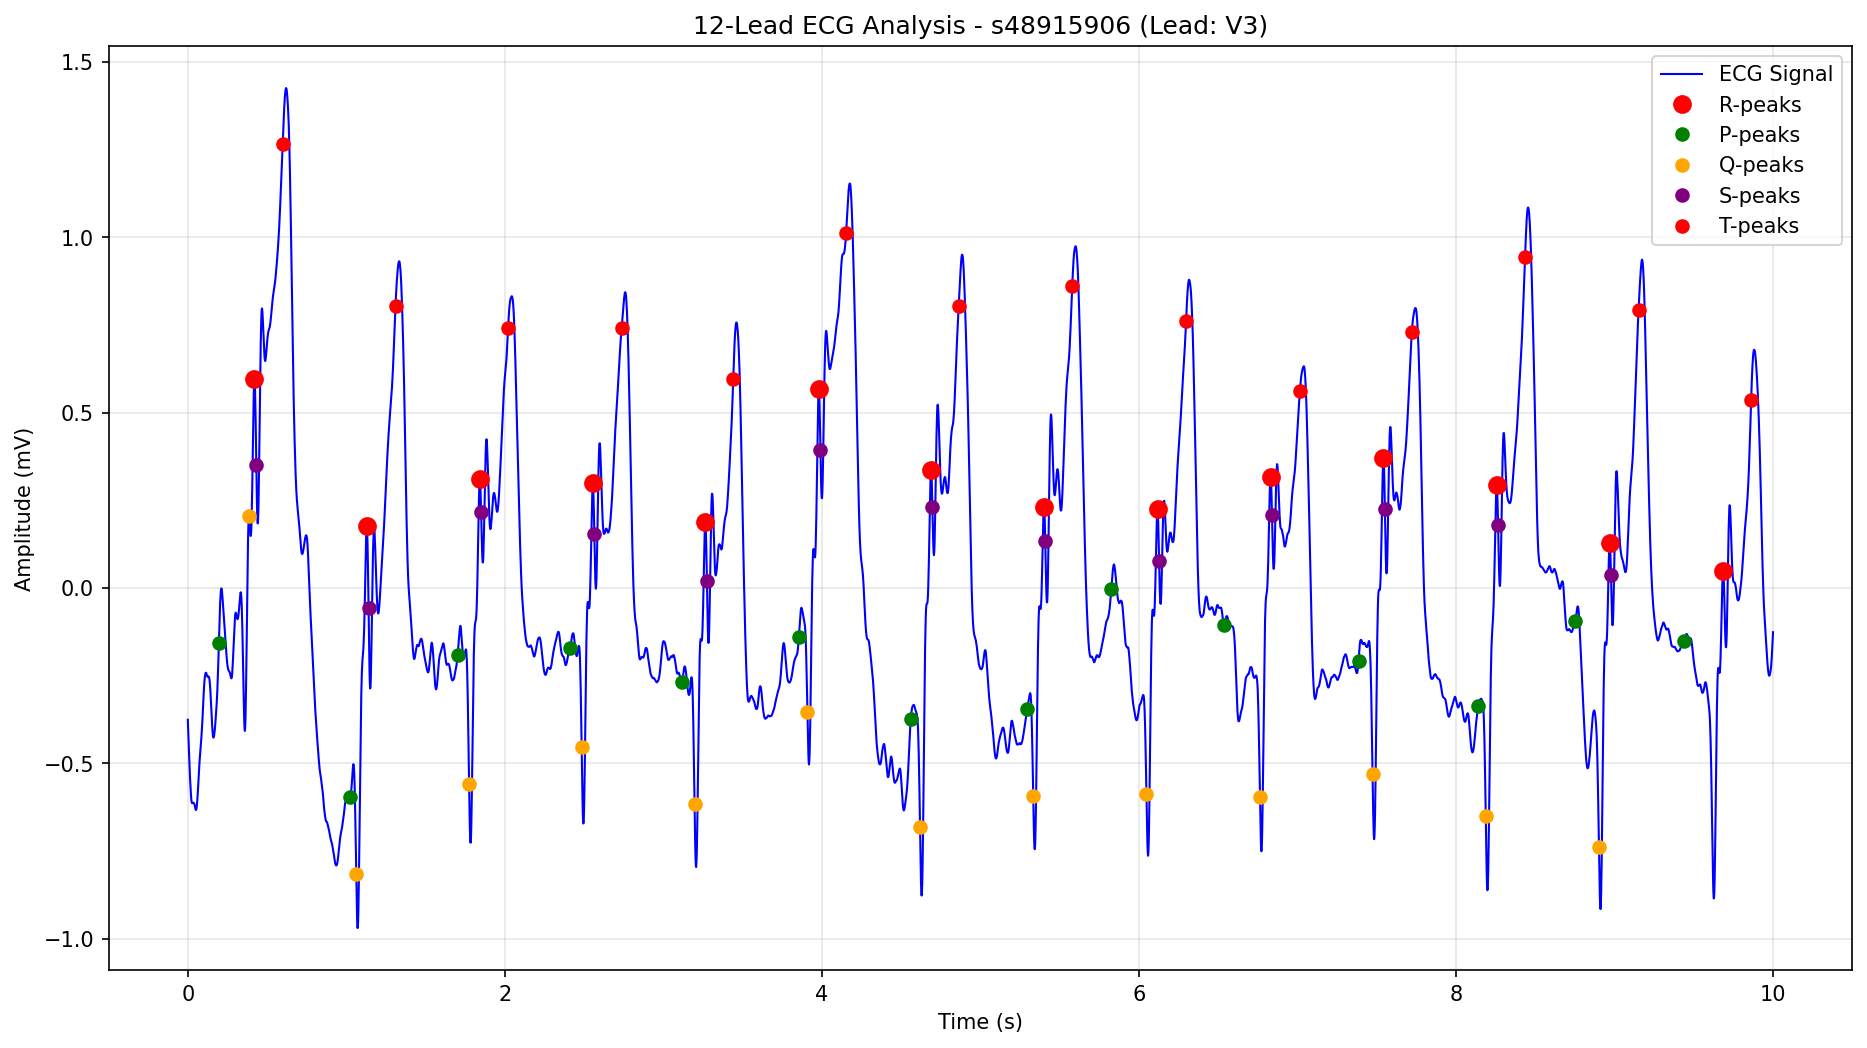 12-Lead ECG Analysis - s48915906 (Lead: V3)
ECG Signal
R-peaks
P-peaks
Q-peaks
S-peaks
T-peaks
Amplitude (mV)
1.5
1.0
0.5
0.0
−0.5
−1.0
0 2 4 6 8 10
Time (s)